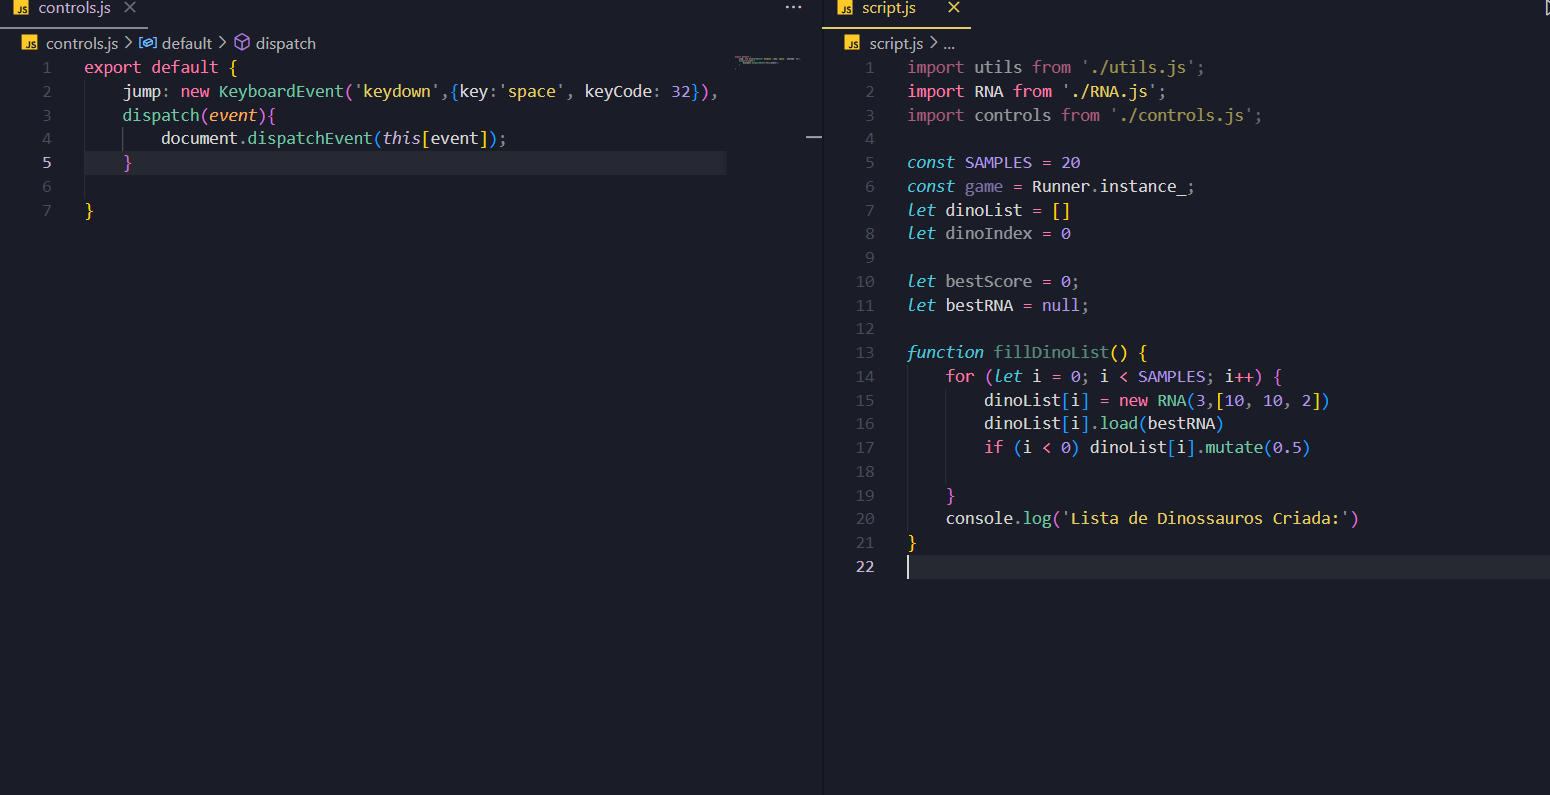 JS controls.js ×
JS controls.js > default > dispatch
1 export default {
2 jump: new KeyboardEvent('keydown',{key:'space', keyCode: 32}),
3 dispatch(event){
4 document.dispatchEvent(this[event]);
5 }
6
7 }
JS script.js ×
JS script.js > ...
1 import utils from './utils.js';
2 import RNA from './RNA.js';
3 import controls from './controls.js';
4
5 const SAMPLES = 20
6 const game = Runner.instance_;
7 let dinoList = []
8 let dinoIndex = 0
9
10 let bestScore = 0;
11 let bestRNA = null;
12
13 function fillDinoList() {
14 for (let i = 0; i < SAMPLES; i++) {
15 dinoList[i] = new RNA(3,[10, 10, 2])
16 dinoList[i].load(bestRNA)
17 if (i < 0) dinoList[i].mutate(0.5)
18
19 }
20 console.log('Lista de Dinossauros Criada:')
21 }
22